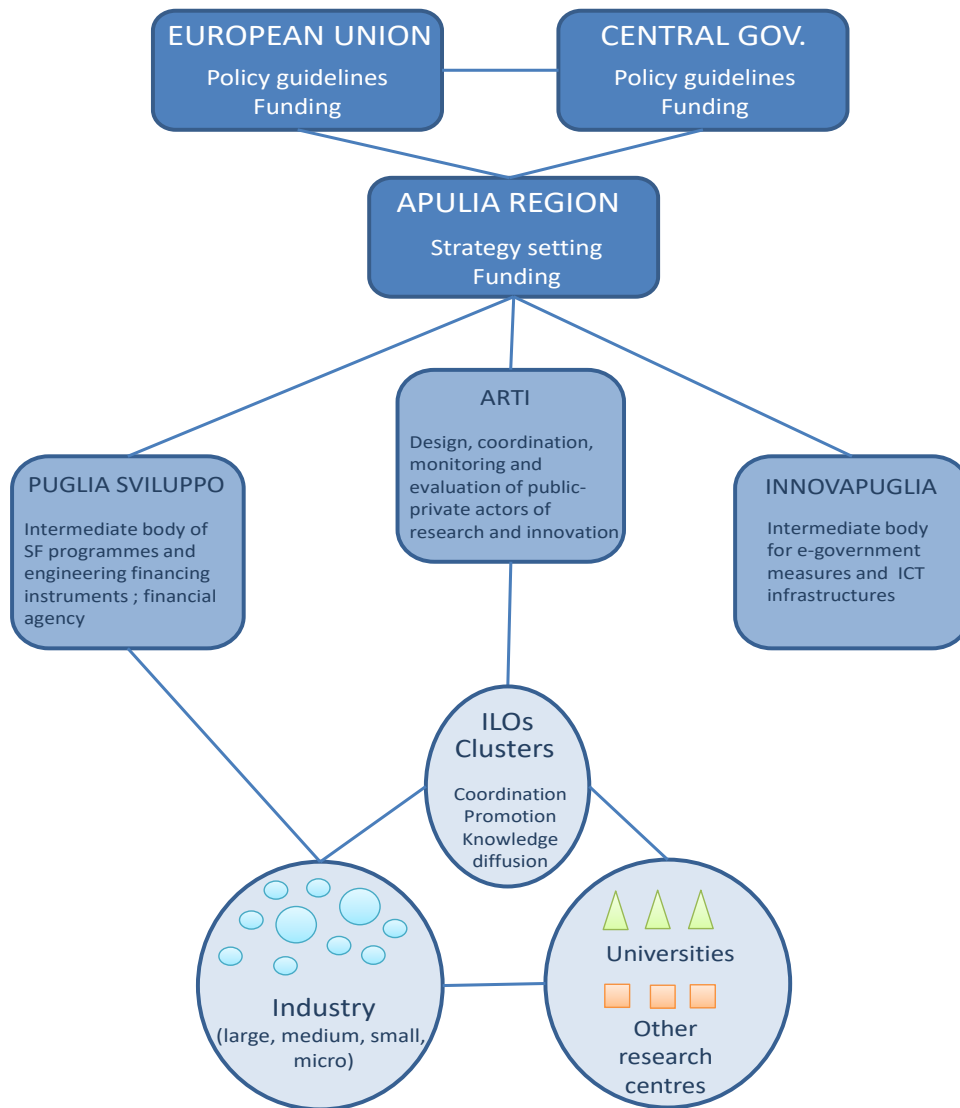 EUROPEAN UNION
Policy guidelines
Funding
CENTRAL GOV.
Policy guidelines
Funding
APULIA REGION
Strategy setting
Funding
ARTI
Design, coordination,
monitoring and
evaluation of public-
private actors of
research and innovation
PUGLIA SVILUPPO
Intermediate body of
SF programmes and
engineering financing
instruments ; financial
agency
INNOVAPUGLIA
Intermediate body
for e-government
measures and ICT
infrastructures
ILOs
Clusters
Coordination
Promotion
Knowledge
diffusion
Industry
(large, medium, small,
micro)
Universities
Other
research
centres